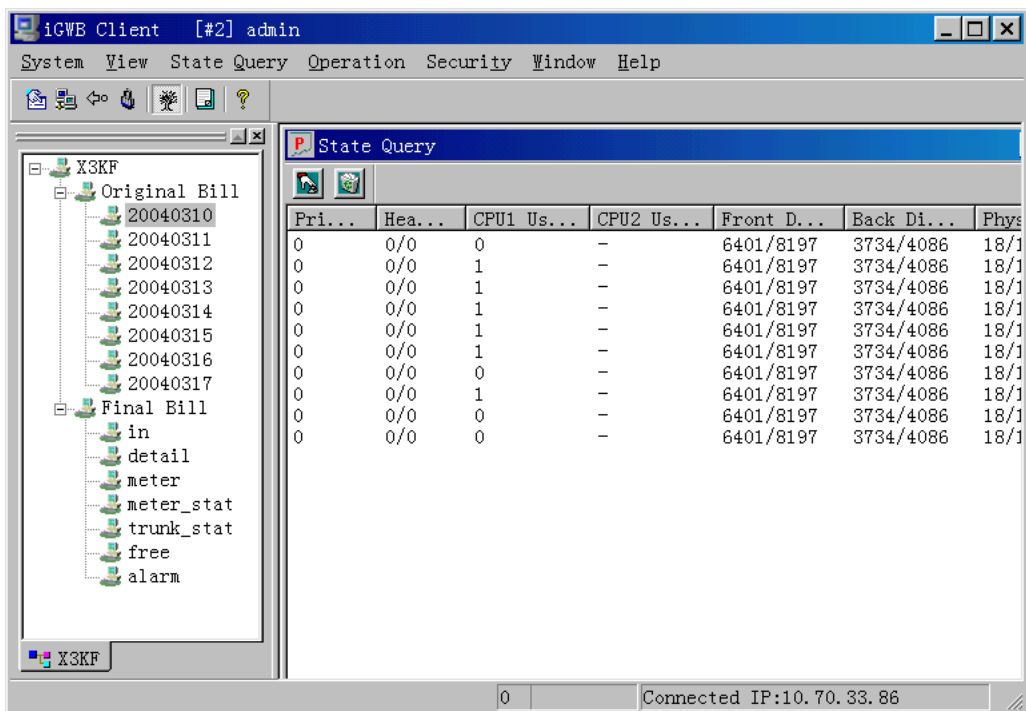 iGWB Client [#2] admin
System View State Query Operation Security Window Help
X3KF
Original Bill
20040310
20040311
20040312
20040313
20040314
20040315
20040316
20040317
Final Bill
in
detail
meter
meter_stat
trunk_stat
free
alarm
X3KF
P State Query
Pri... Hea... CPU1 Us... CPU2 Us... Front D... Back Di... Phys
0 0/0 0 - 6401/8197 3734/4086 18/1
0 0/0 1 - 6401/8197 3734/4086 18/1
0 0/0 1 - 6401/8197 3734/4086 18/1
0 0/0 1 - 6401/8197 3734/4086 18/1
0 0/0 1 - 6401/8197 3734/4086 18/1
0 0/0 1 - 6401/8197 3734/4086 18/1
0 0/0 0 - 6401/8197 3734/4086 18/1
0 0/0 1 - 6401/8197 3734/4086 18/1
0 0/0 0 - 6401/8197 3734/4086 18/1
0 0/0 0 - 6401/8197 3734/4086 18/1
0 Connected IP:10.70.33.86